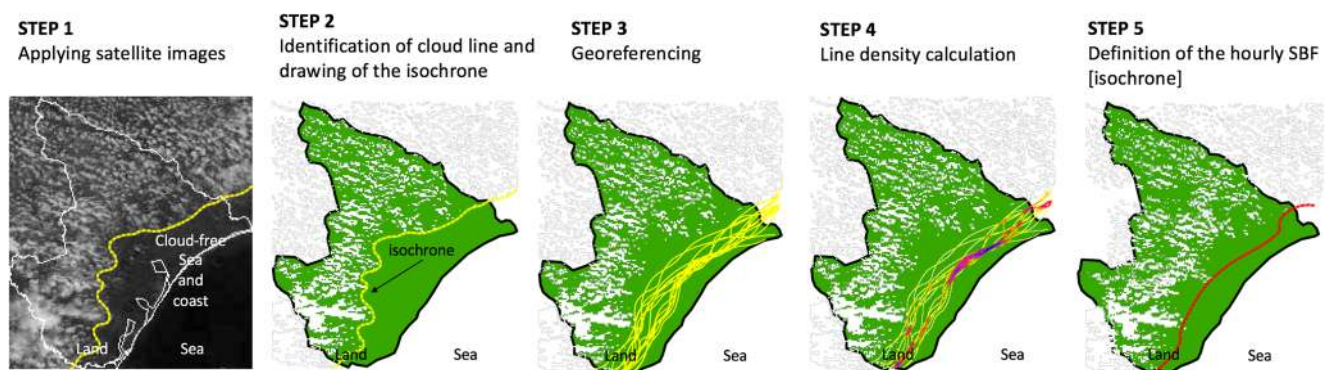 STEP 1
Applying satellite images
STEP 2
Identification of cloud line and
drawing of the isochrone
STEP 3
Georeferencing
STEP 4
Line density calculation
STEP 5
Definition of the hourly SBF
[isochrone]
Cloud-free
Sea
and
coast
Land
Sea
isochrone
Land
Sea
Land
Sea
Land
Sea
Land
Sea